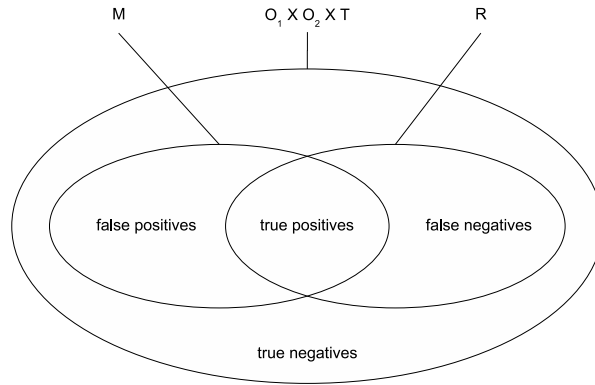 M O₁ X O₂ X T R
false positives true positives false negatives
true negatives